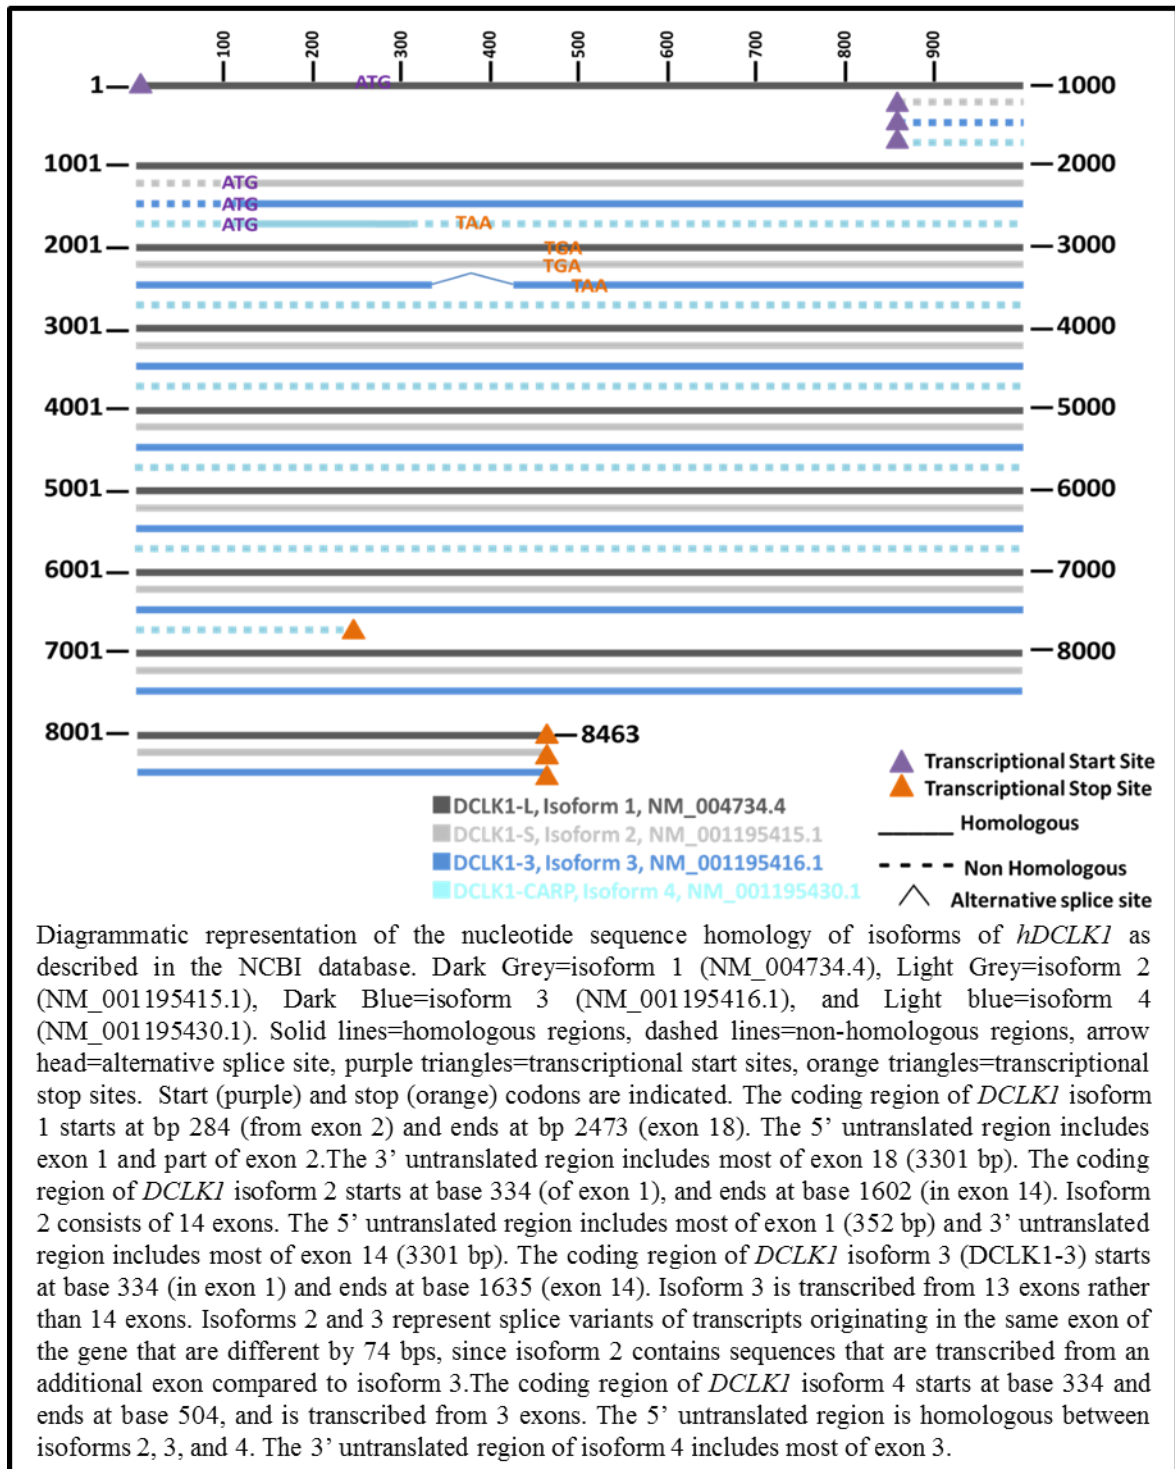 100 200 300 400 500 600 700 800 900
1 ATG 1000
1001 2000
ATG
ATG
ATG TAA
2001 TGA 3000
TGA
TAA
3001 4000
4001 5000
5001 6000
6001 7000
7001 8000
8001 8463
Transcriptional Start Site
Transcriptional Stop Site
DCLK1-L, Isoform 1, NM_004734.4
Homologous
DCLK1-S, Isoform 2, NM_001195415.1
DCLK1-3, Isoform 3, NM_001195416.1
Non Homologous
DCLK1-CARP, Isoform 4, NM_001195430.1
Alternative splice site
Diagrammatic representation of the nucleotide sequence homology of isoforms of hDCLK1 as
described in the NCBI database. Dark Grey=isoform 1 (NM_004734.4), Light Grey=isoform 2
(NM_001195415.1), Dark Blue=isoform 3 (NM_001195416.1), and Light blue=isoform 4
(NM_001195430.1). Solid lines=homologous regions, dashed lines=non-homologous regions, arrow
head=alternative splice site, purple triangles=transcriptional start sites, orange triangles=transcriptional
stop sites. Start (purple) and stop (orange) codons are indicated. The coding region of DCLK1 isoform
1 starts at bp 284 (from exon 2) and ends at bp 2473 (exon 18). The 5’ untranslated region includes
exon 1 and part of exon 2.The 3’ untranslated region includes most of exon 18 (3301 bp). The coding
region of DCLK1 isoform 2 starts at base 334 (of exon 1), and ends at base 1602 (in exon 14). Isoform
2 consists of 14 exons. The 5’ untranslated region includes most of exon 1 (352 bp) and 3’ untranslated
region includes most of exon 14 (3301 bp). The coding region of DCLK1 isoform 3 (DCLK1-3) starts
at base 334 (in exon 1) and ends at base 1635 (exon 14). Isoform 3 is transcribed from 13 exons rather
than 14 exons. Isoforms 2 and 3 represent splice variants of transcripts originating in the same exon of
the gene that are different by 74 bps, since isoform 2 contains sequences that are transcribed from an
additional exon compared to isoform 3.The coding region of DCLK1 isoform 4 starts at base 334 and
ends at base 504, and is transcribed from 3 exons. The 5’ untranslated region is homologous between
isoforms 2, 3, and 4. The 3’ untranslated region of isoform 4 includes most of exon 3.